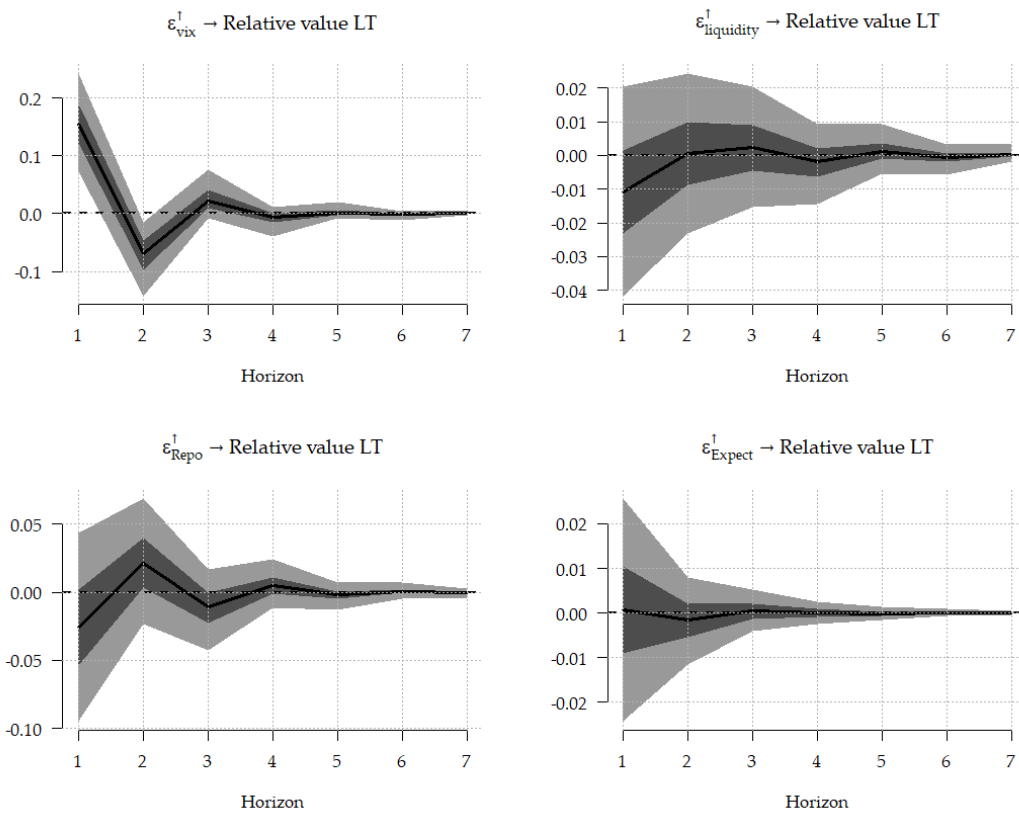 ε↑vix → Relative value LT
0.2
0.1
0.0
-0.1
1 2 3 4 5 6 7
Horizon
ε↑liquidity → Relative value LT
0.02
0.01
0.00
-0.01
-0.02
-0.03
-0.04
1 2 3 4 5 6 7
Horizon
ε↑Repo → Relative value LT
0.05
0.00
-0.05
-0.10
1 2 3 4 5 6 7
Horizon
ε↑Expect → Relative value LT
0.02
0.01
0.00
-0.01
-0.02
1 2 3 4 5 6 7
Horizon